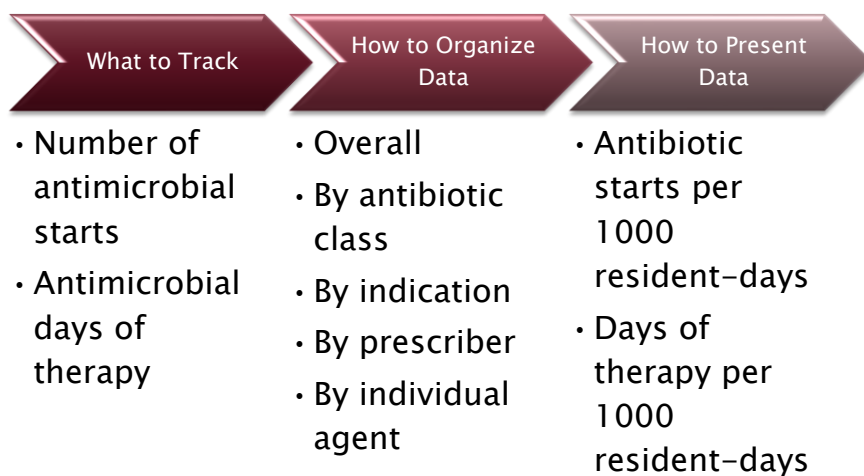 What to Track
How to Organize
Data
How to Present
Data
• Number of
antimicrobial
starts
• Antimicrobial
days of
therapy
• Overall
• By antibiotic
class
• By indication
• By prescriber
• By individual
agent
• Antibiotic
starts per
1000
resident-days
• Days of
therapy per
1000
resident-days